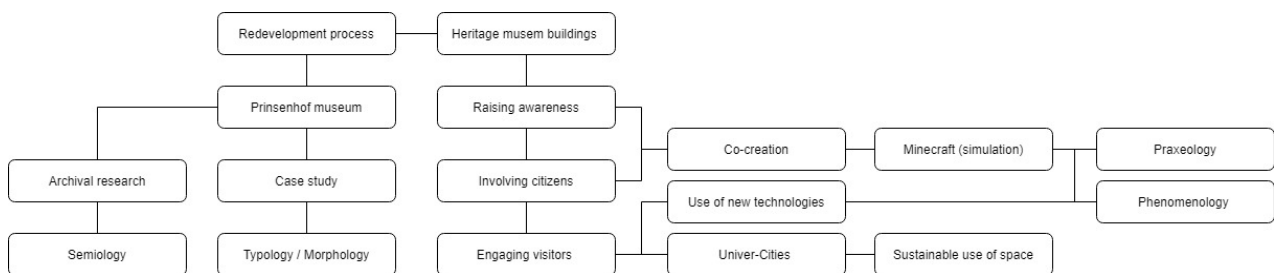 Redevelopment process
Heritage musem buildings
Prinsenhof museum
Raising awareness
Co-creation
Minecraft (simulation)
Praxeology
Archival research
Case study
Involving citizens
Use of new technologies
Phenomenology
Semiology
Typology / Morphology
Engaging visitors
Univer-Cities
Sustainable use of space